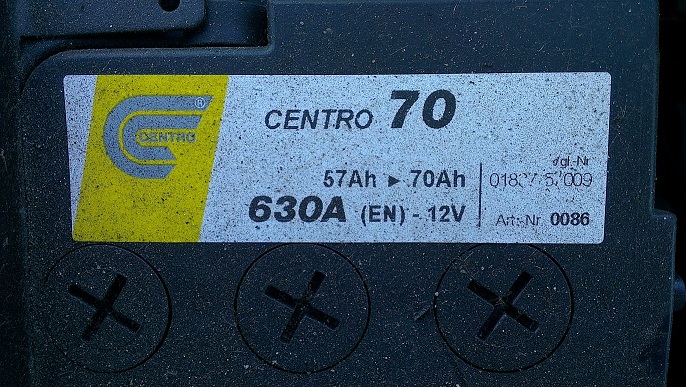 CENTRO ®
CENTRO 70
57Ah ▸ 70Ah
630A (EN) - 12V
Art.-Nr 0086